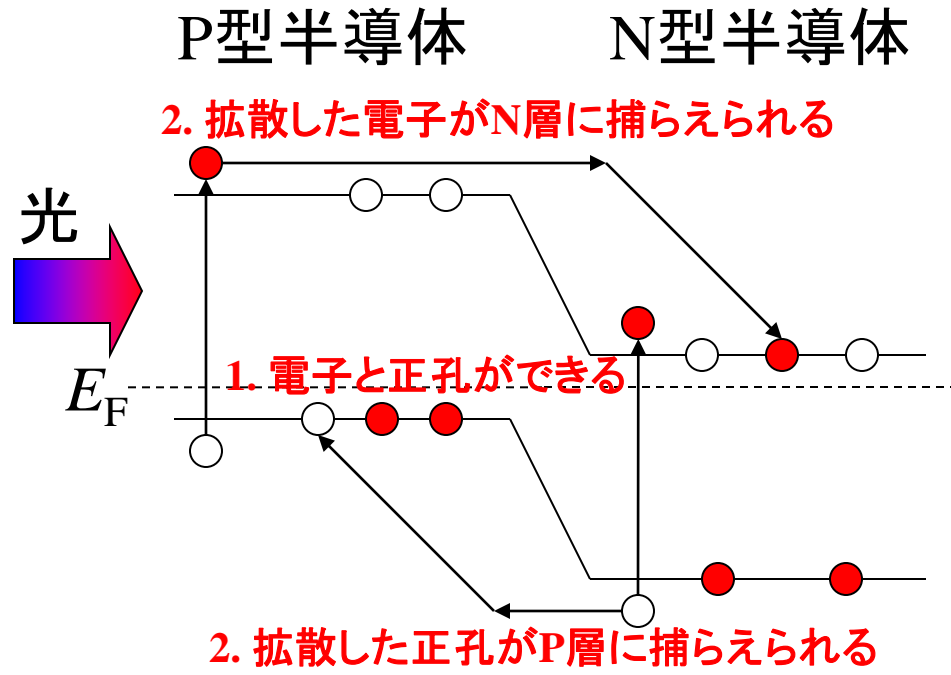 P型半導体
N型半導体
2. 拡散した電子がN層に捕らえられる
光
1. 電子と正孔ができる
EF
2. 拡散した正孔がP層に捕らえられる